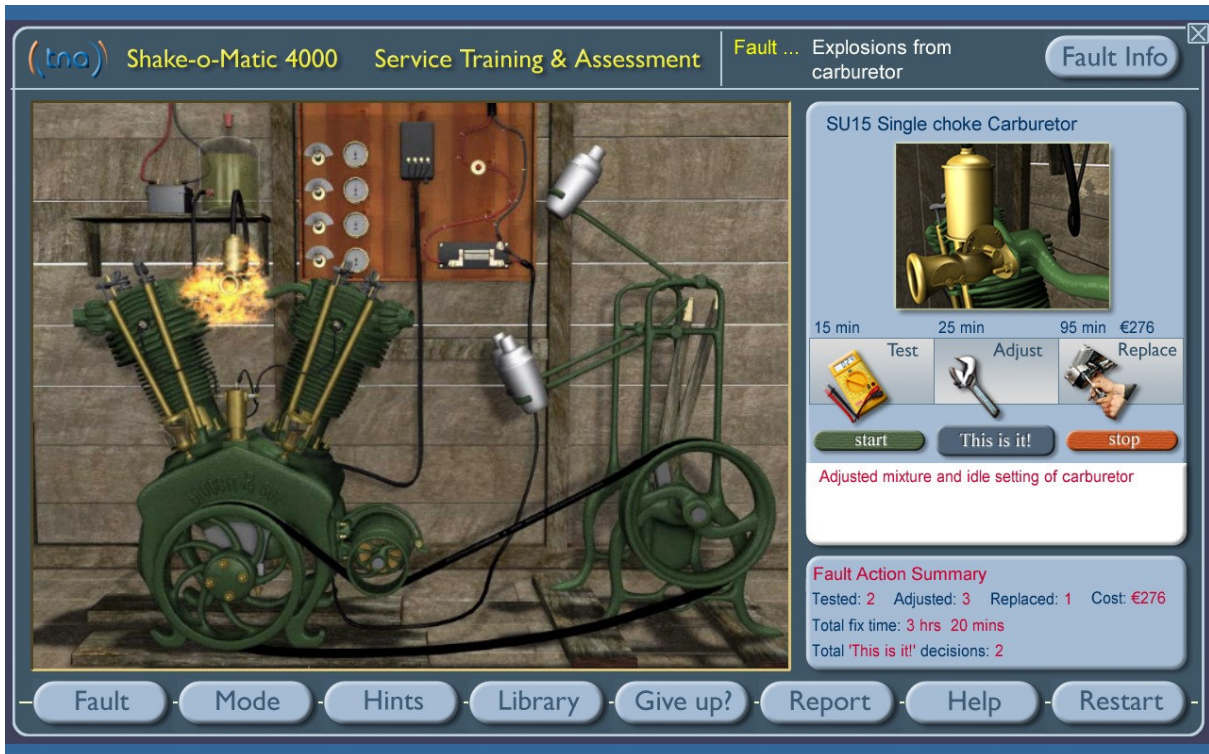 (tna)
Shake-o-Matic 4000
Service Training & Assessment
Fault ...
Explosions from
carburetor
Fault Info
SU15 Single choke Carburetor
15 min
25 min
95 min €276
Test
Adjust
Replace
start
This is it!
stop
Adjusted mixture and idle setting of carburetor
Fault Action Summary
Tested: 2 Adjusted: 3 Replaced: 1 Cost: €276
Total fix time: 3 hrs 20 mins
Total 'This is it!' decisions: 2
Fault
Mode
Hints
Library
Give up?
Report
Help
Restart